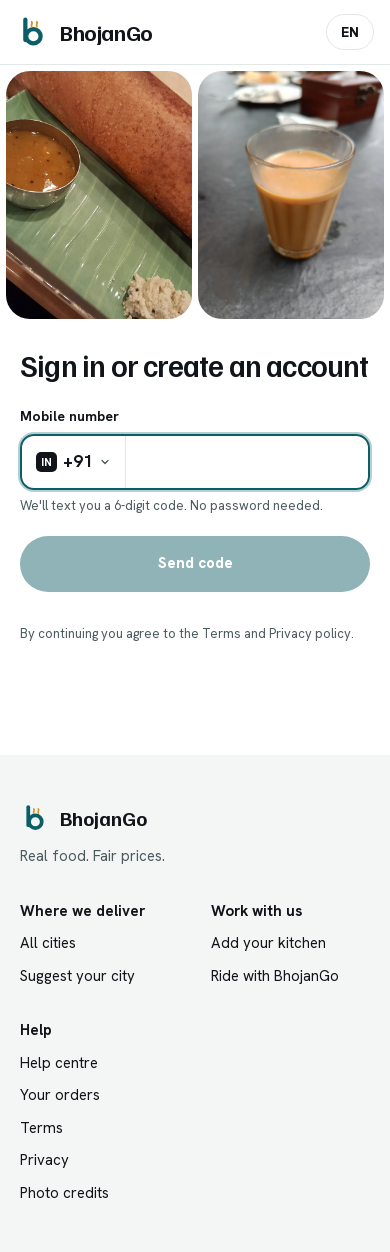 BhojanGo
EN
Sign in or create an account
Mobile number
IN +91
We'll text you a 6-digit code. No password needed.
Send code
By continuing you agree to the Terms and Privacy policy.
BhojanGo
Real food. Fair prices.
Where we deliver
All cities
Suggest your city
Work with us
Add your kitchen
Ride with BhojanGo
Help
Help centre
Your orders
Terms
Privacy
Photo credits